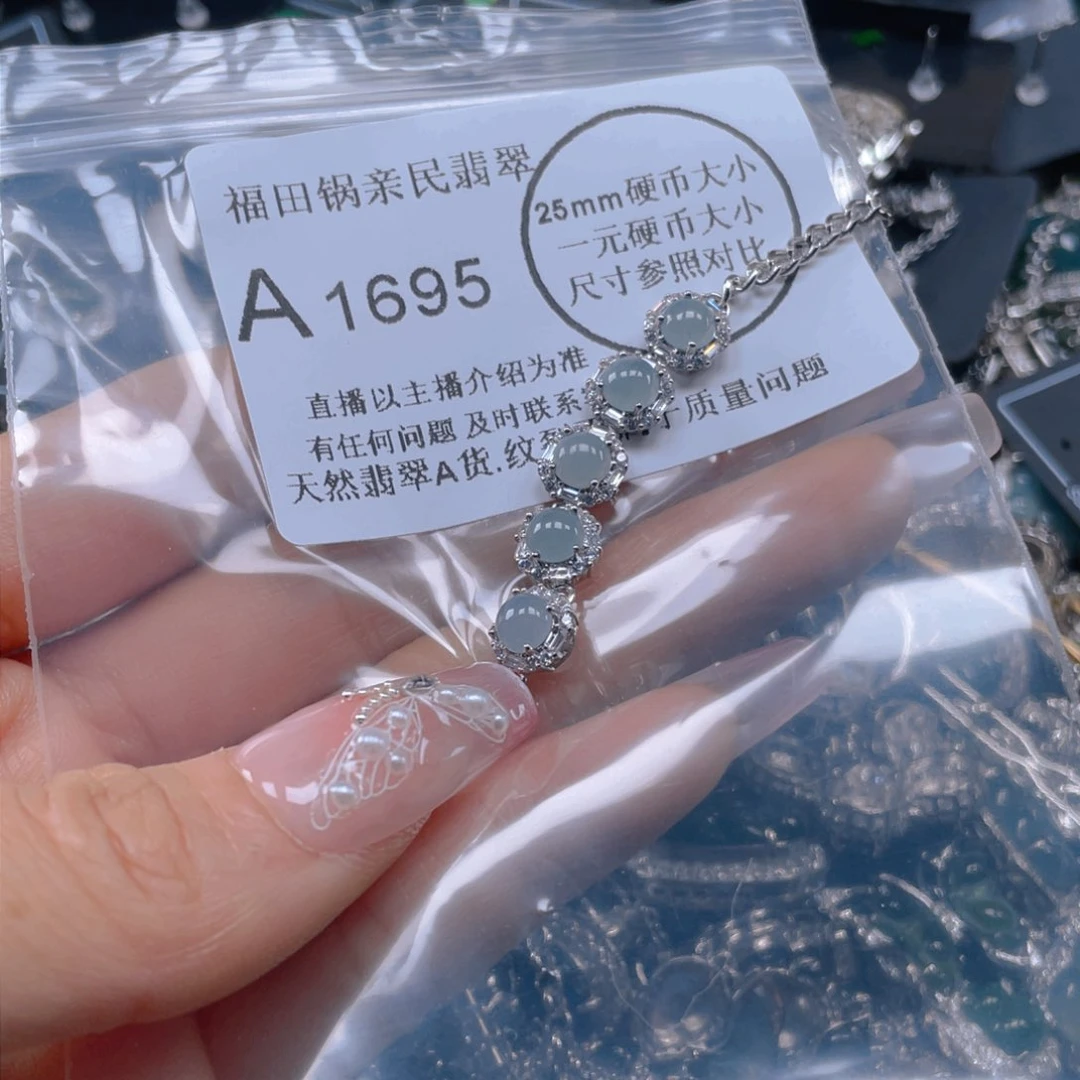 福田锅亲民翡翠
25mm硬币大小
一元硬币大小
尺寸参照对比
A1695
直播以主播介绍为准
有任何问题 及时联系
天然翡翠A货.纹 于质量问题